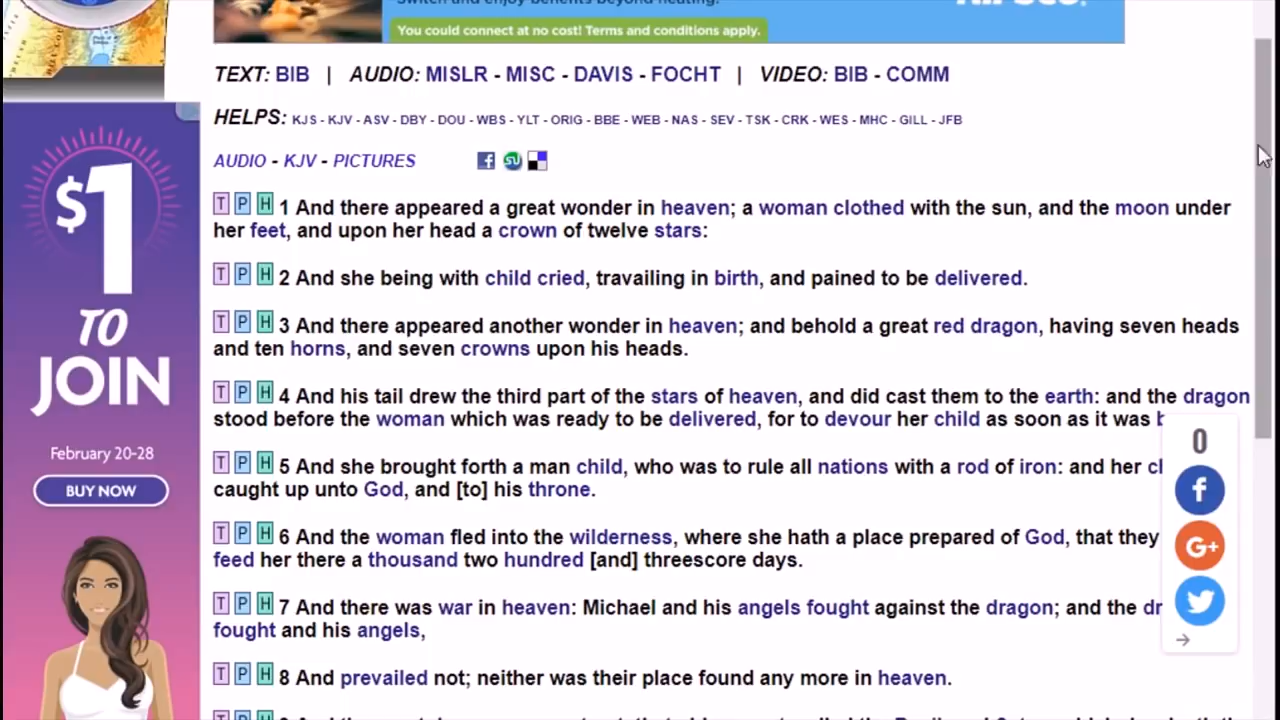 You could connect at no cost! Terms and conditions apply.
TEXT: BIB | AUDIO: MISLR - MISC - DAVIS - FOCHT | VIDEO: BIB - COMM
HELPS: KJS - KJV - ASV - DBY - DOU - WBS - YLT - ORIG - BBE - WEB - NAS - SEV - TSK - CRK - WES - MHC - GILL - JFB
AUDIO - KJV - PICTURES
T P H 1 And there appeared a great wonder in heaven; a woman clothed with the sun, and the moon under
her feet, and upon her head a crown of twelve stars:
T P H 2 And she being with child cried, travailing in birth, and pained to be delivered.
T P H 3 And there appeared another wonder in heaven; and behold a great red dragon, having seven heads
and ten horns, and seven crowns upon his heads.
T P H 4 And his tail drew the third part of the stars of heaven, and did cast them to the earth: and the dragon
stood before the woman which was ready to be delivered, for to devour her child as soon as it was
T P H 5 And she brought forth a man child, who was to rule all nations with a rod of iron: and her
caught up unto God, and [to] his throne.
T P H 6 And the woman fled into the wilderness, where she hath a place prepared of God, that they
feed her there a thousand two hundred [and] threescore days.
T P H 7 And there was war in heaven: Michael and his angels fought against the dragon; and the
fought and his angels,
T P H 8 And prevailed not; neither was their place found any more in heaven.
$1
TO
JOIN
February 20-28
BUY NOW
0
f
G+